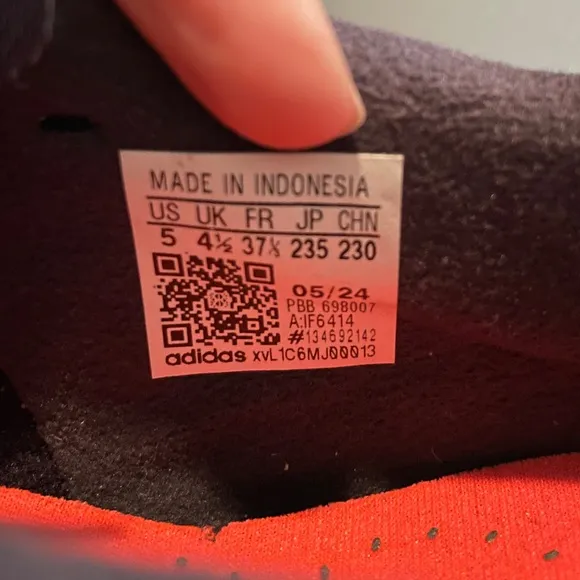 MADE IN INDONESIA
US UK FR JP CHN
5 4½ 37⅓ 235 230
05/24
PBB 698007
A:IF6414
#134692142
adidas xvL1C6MJ00013